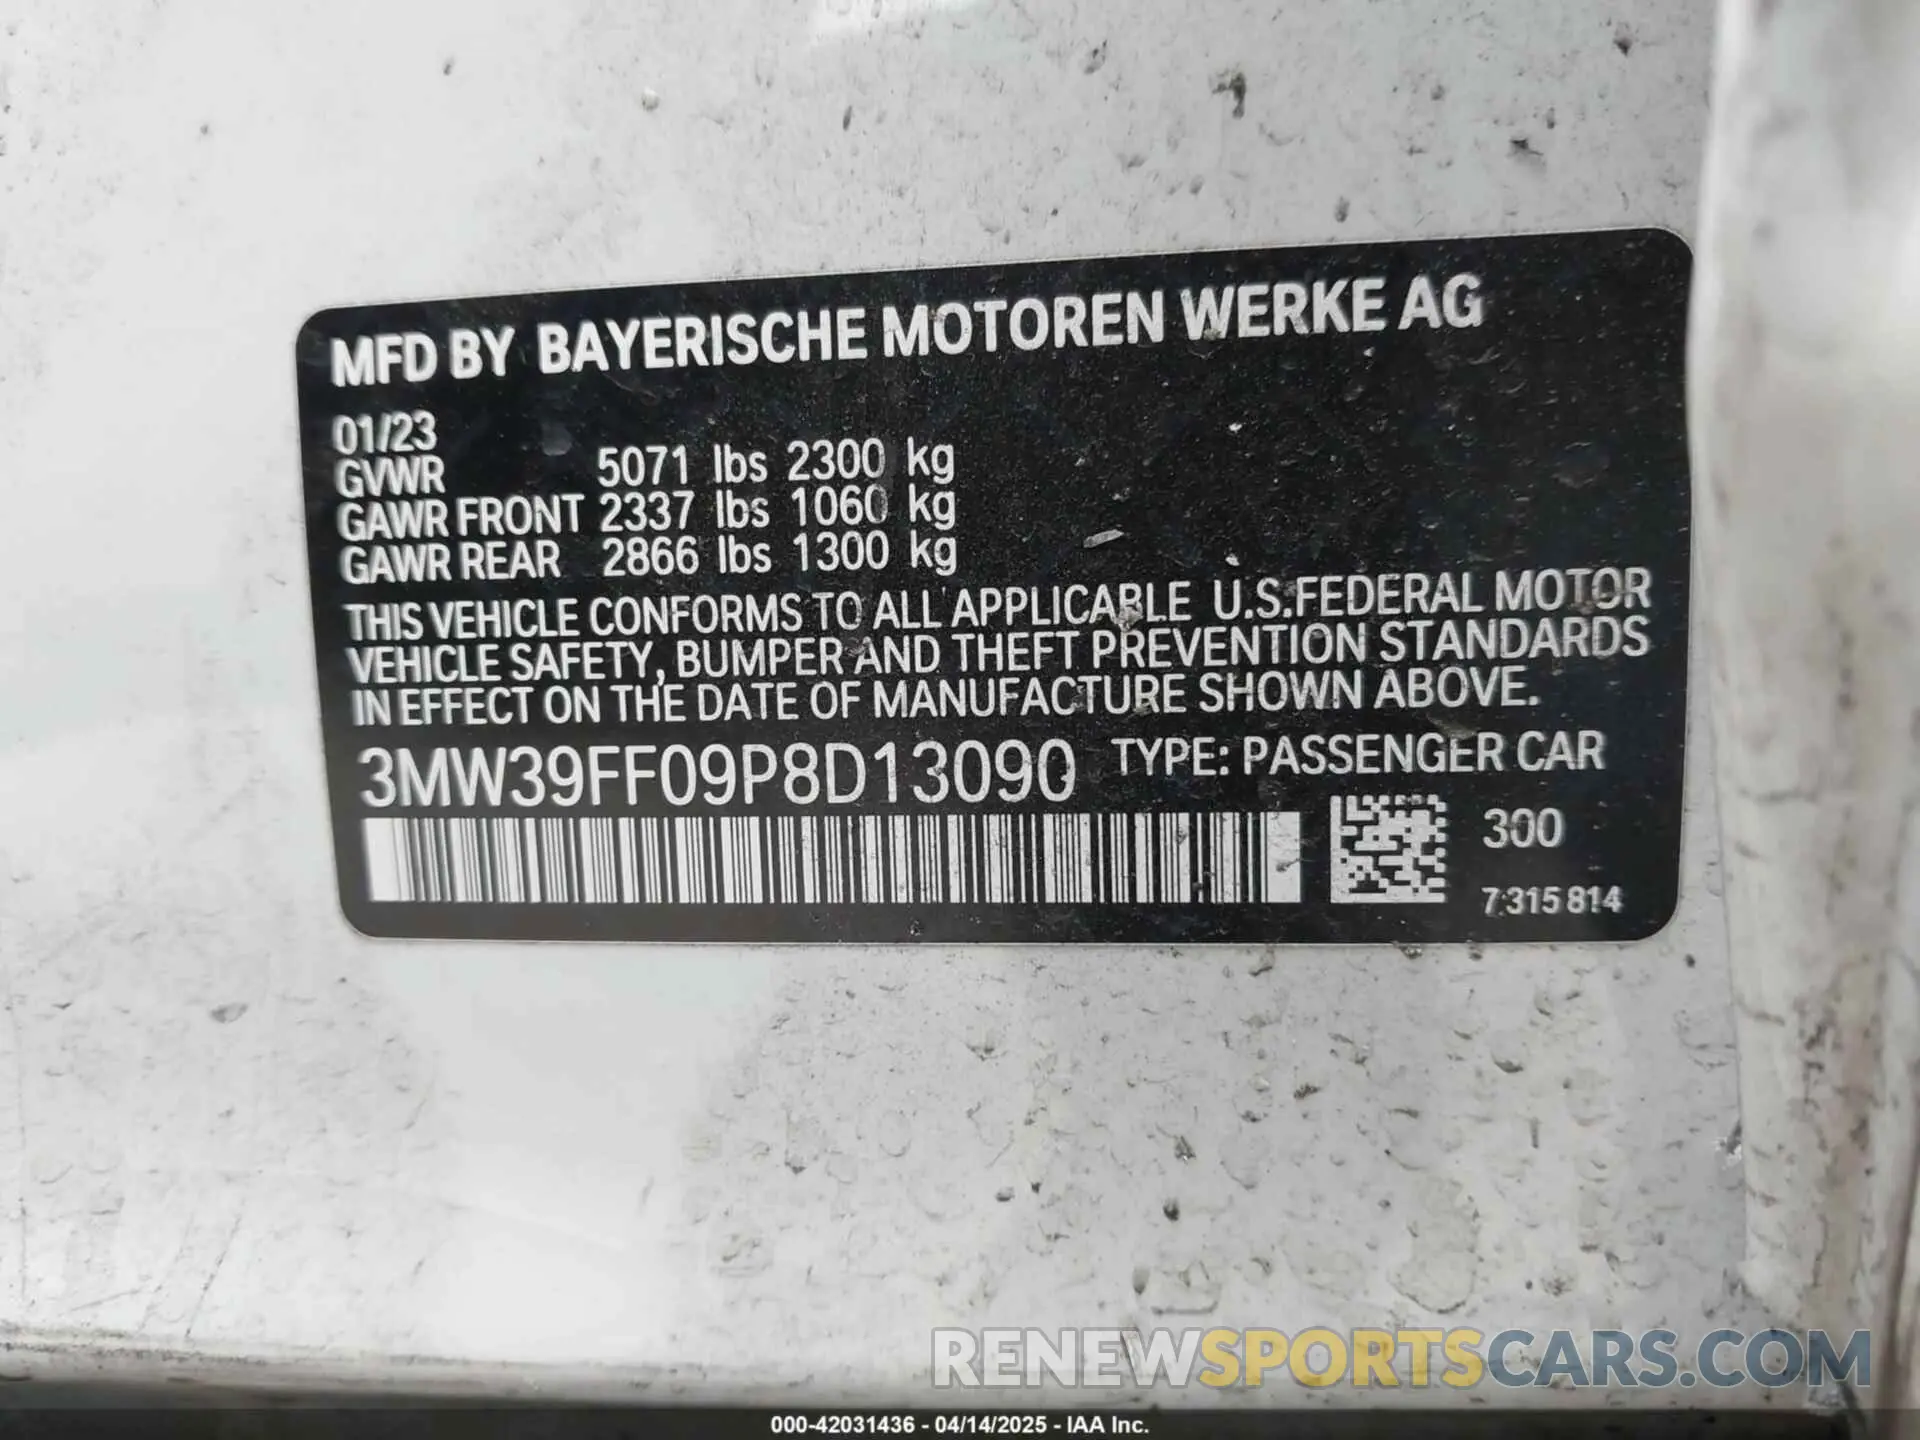 MFD BY BAYERISCHE MOTOREN WERKE AG
01/23
GVWR 5071 lbs 2300 kg
GAWR FRONT 2337 lbs 1060 kg
GAWR REAR 2866 lbs 1300 kg
THIS VEHICLE CONFORMS TO ALL APPLICABLE U.S.FEDERAL MOTOR
VEHICLE SAFETY, BUMPER AND THEFT PREVENTION STANDARDS
IN EFFECT ON THE DATE OF MANUFACTURE SHOWN ABOVE.
3MW39FF09P8D13090 TYPE: PASSENGER CAR
300
7 315 814
RENEWSPORTSCARS.COM
000-42031436 - 04/14/2025 - IAA Inc.